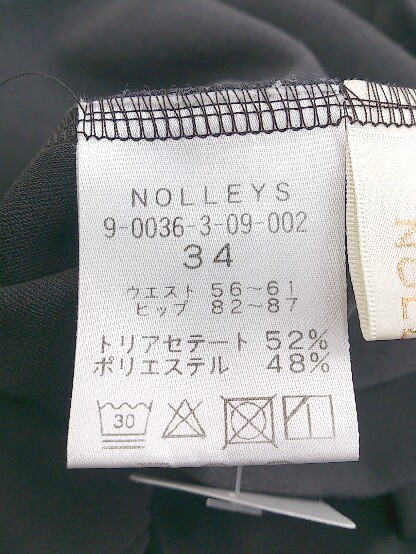 NOLLEYS
9-0036-3-09-002
34
ウエスト 56～61
ヒップ 82～87
トリアセテート 52%
ポリエステル 48%
30